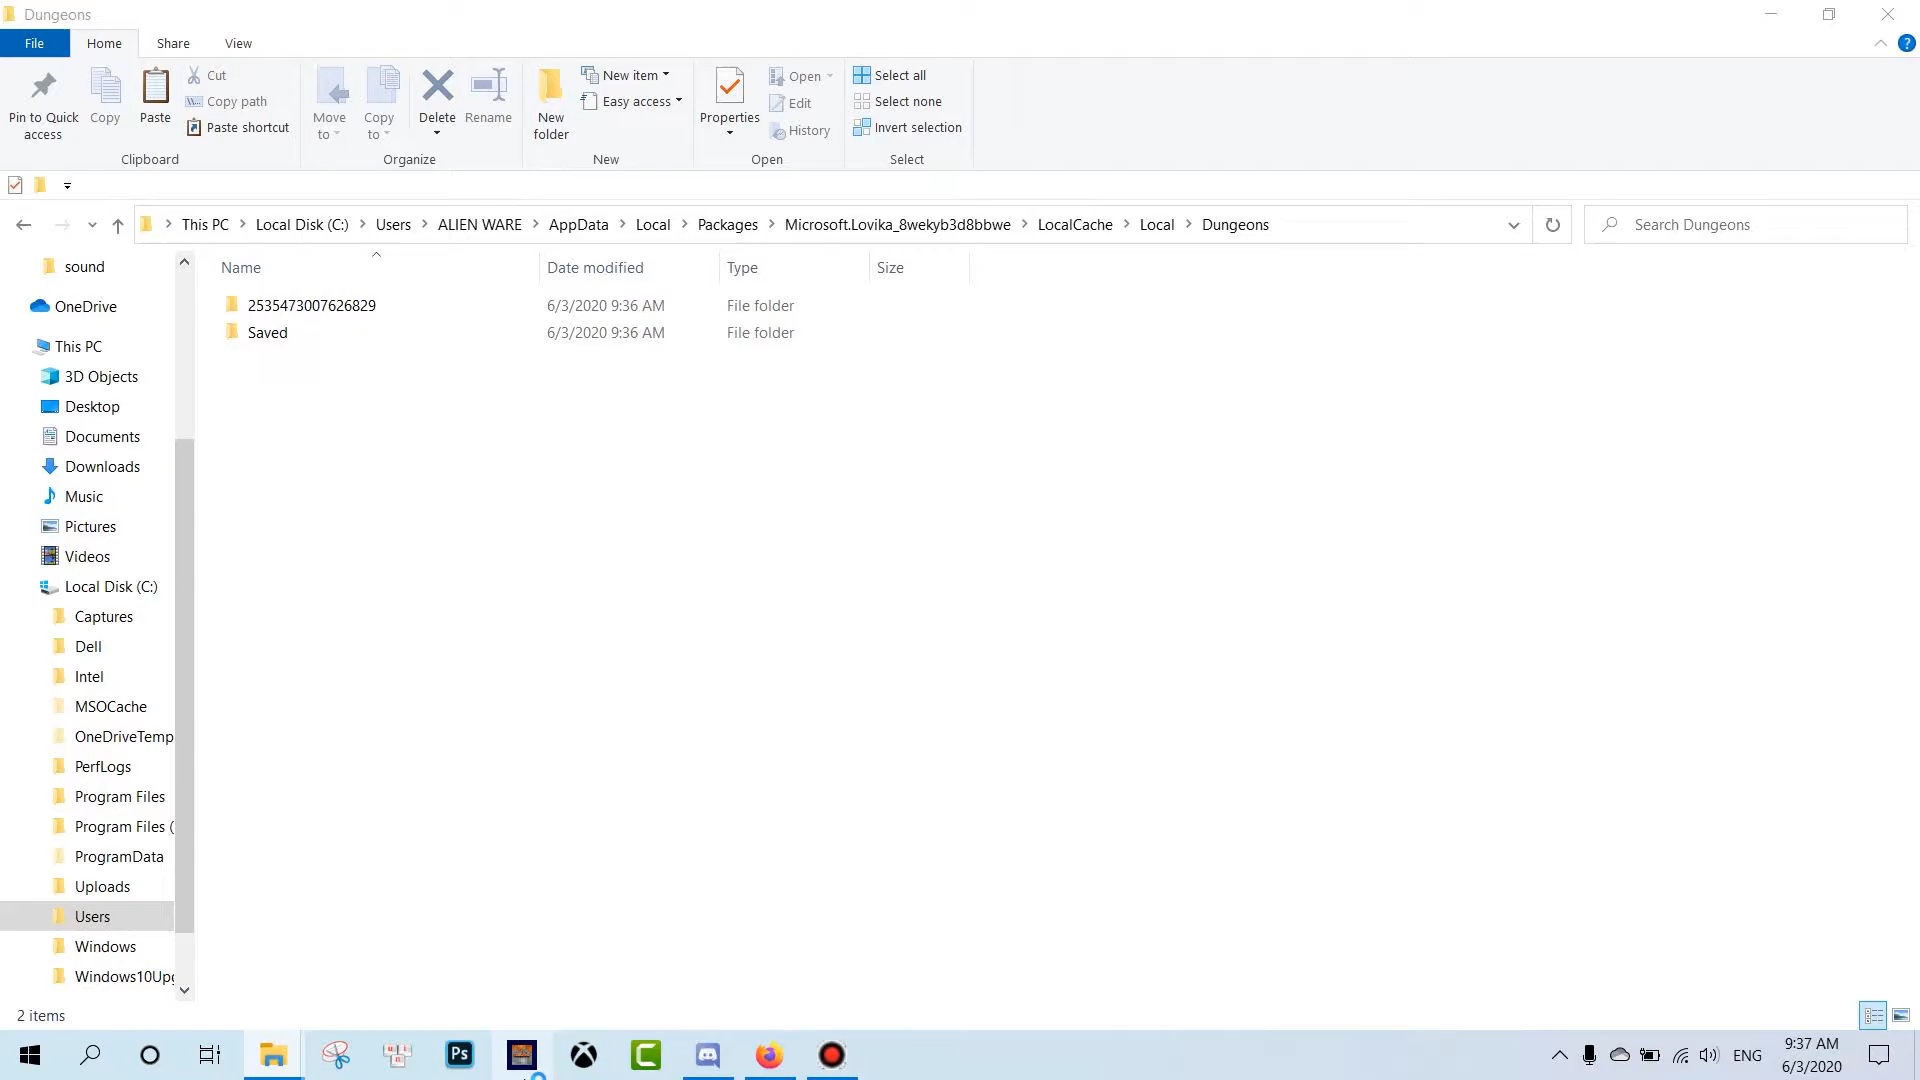 Dungeons
File Home Share View
Pin to Quick access
Copy
Paste
Cut
Copy path
Paste shortcut
Clipboard
Move to
Copy to
Delete
Rename
Organize
New folder
New item
Easy access
New
Properties
Open
Edit
History
Open
Select all
Select none
Invert selection
Select
This PC Local Disk (C:) Users ALIEN WARE AppData Local Packages Microsoft.Lovika_8wekyb3d8bbwe LocalCache Local Dungeons
Search Dungeons
Name Date modified Type Size
2535473007626829 6/3/2020 9:36 AM File folder
Saved 6/3/2020 9:36 AM File folder
sound
OneDrive
This PC
3D Objects
Desktop
Documents
Downloads
Music
Pictures
Videos
Local Disk (C:)
Captures
Dell
Intel
MSOCache
OneDriveTemp
PerfLogs
Program Files
Program Files (
ProgramData
Uploads
Users
Windows
Windows10Upg
2 items
Ps
ENG
9:37 AM
6/3/2020